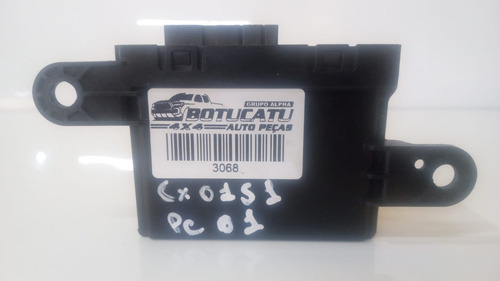 GRUPO ALPHA
BOTUCATU
4X4 AUTO PEÇAS
3068
CX 0151
PC 01